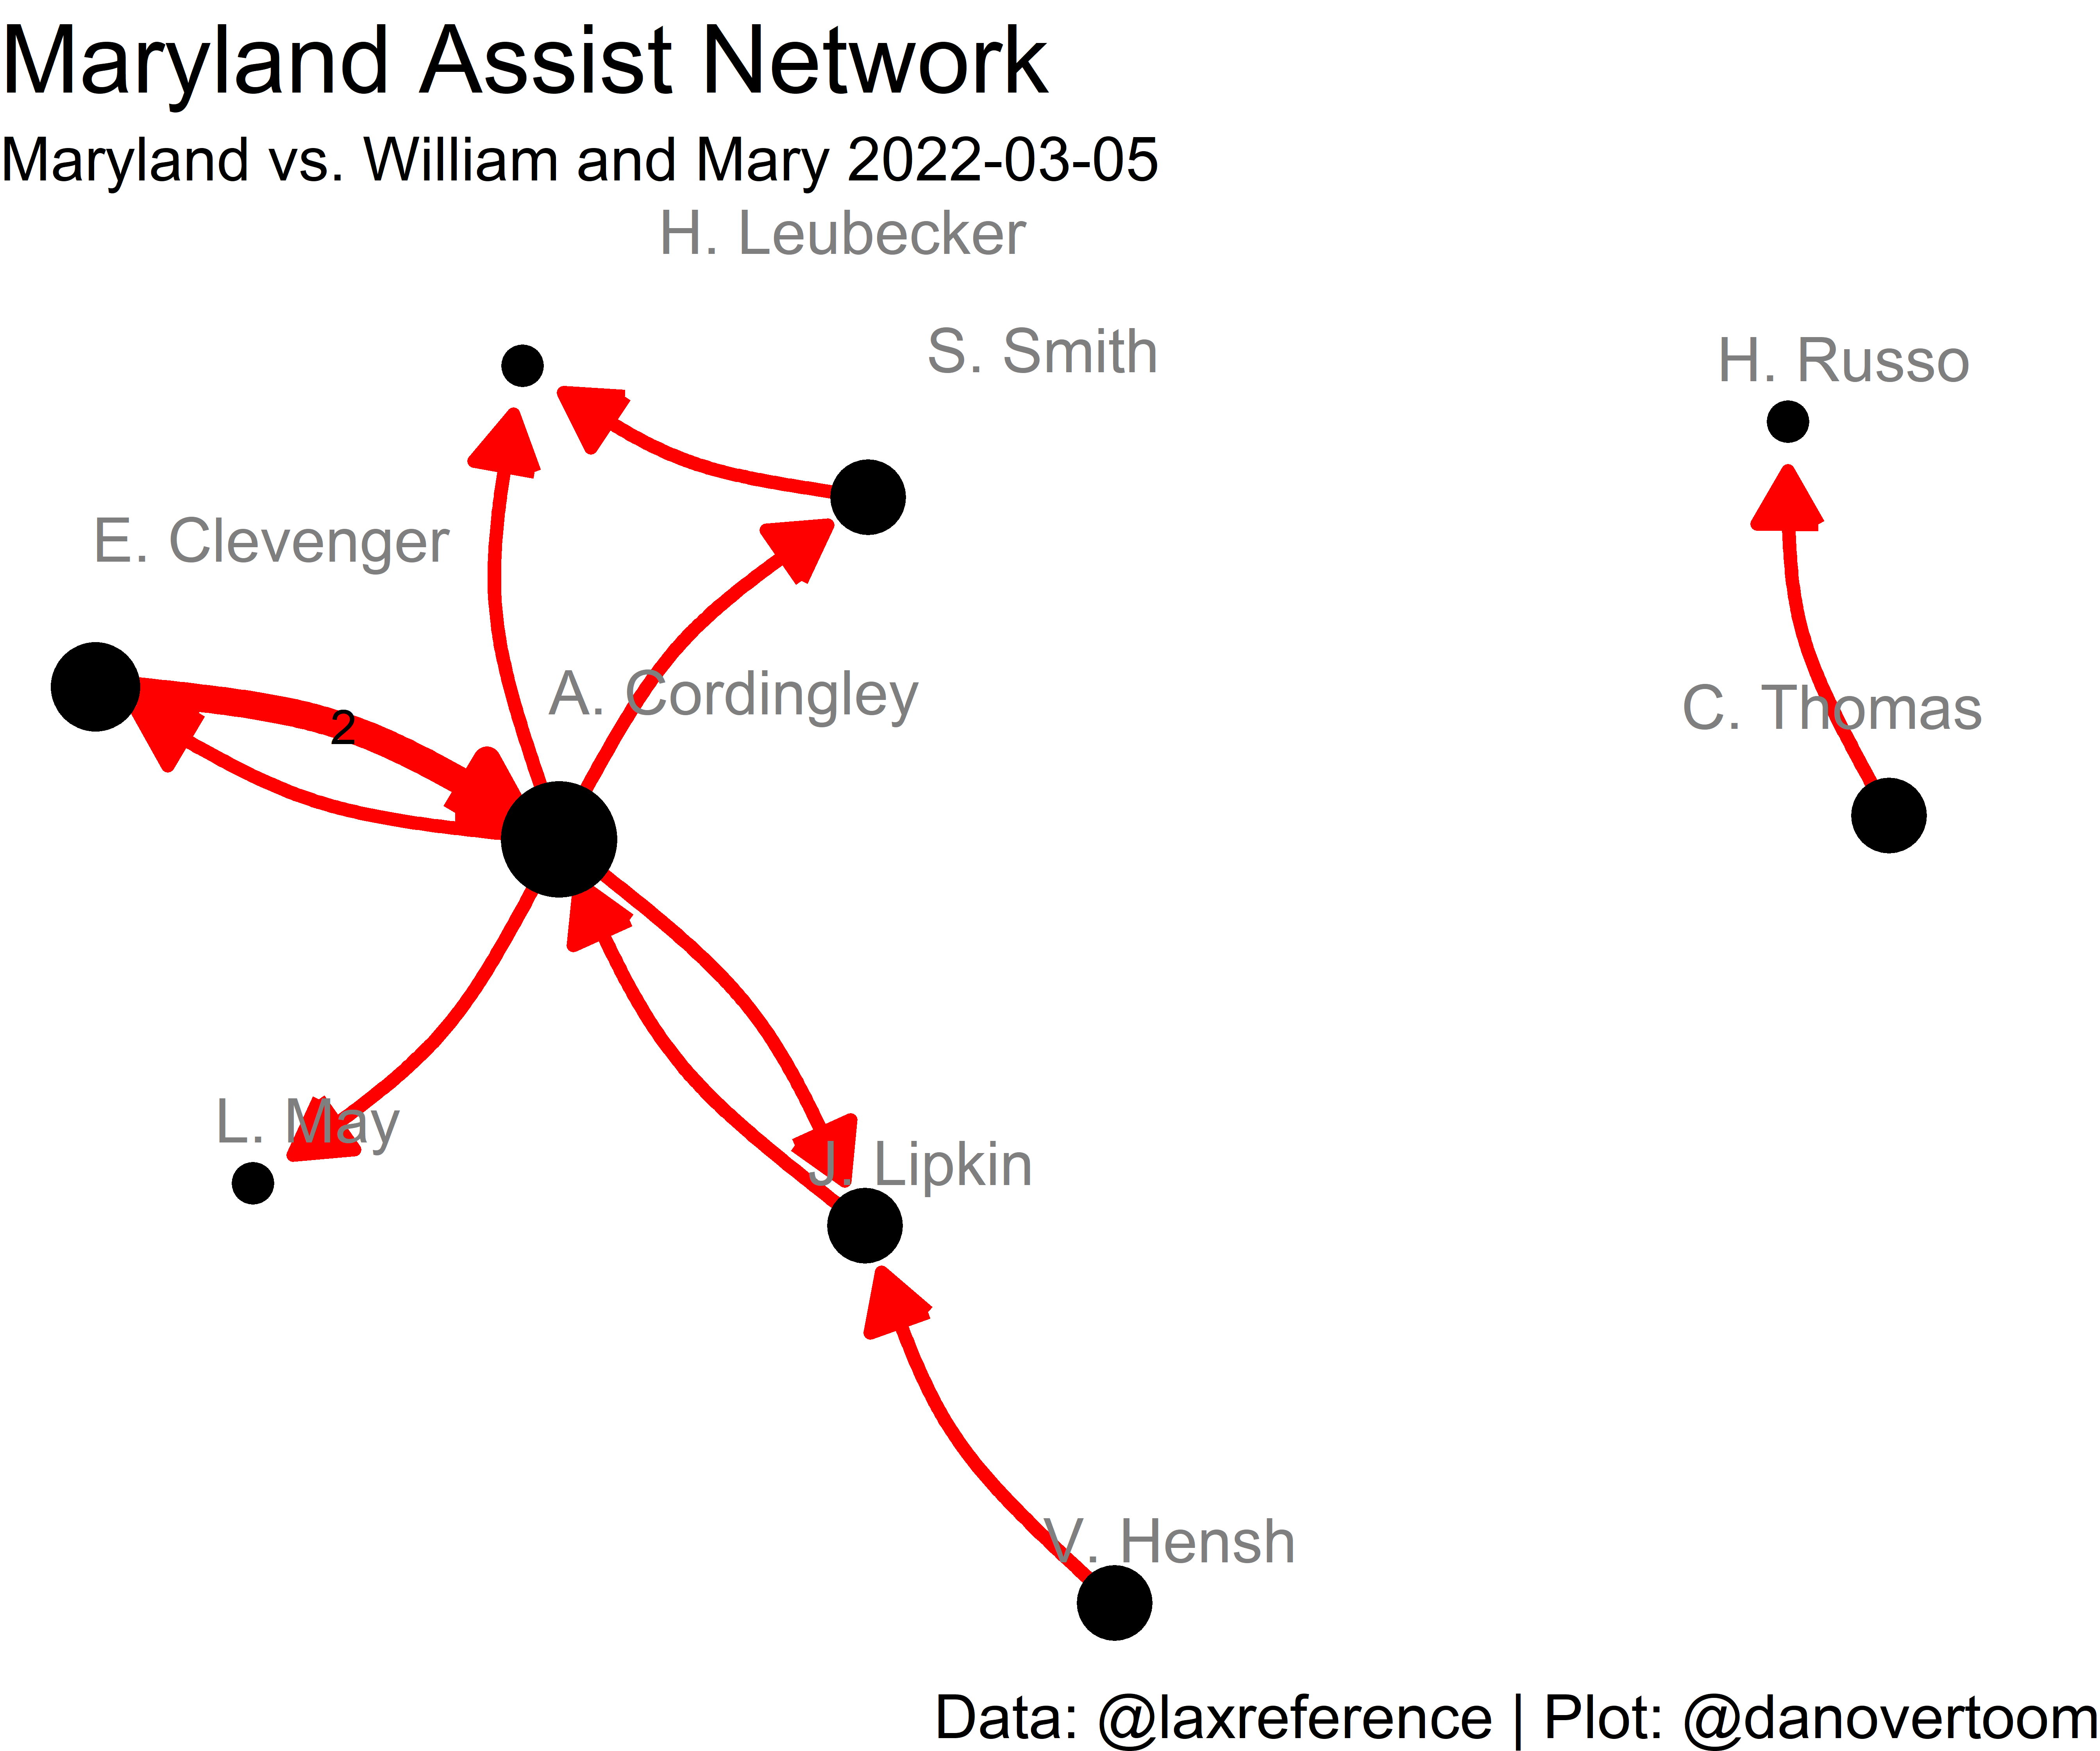 Maryland Assist Network
Maryland vs. William and Mary 2022-03-05
H. Leubecker
S. Smith
H. Russo
E. Clevenger
A. Cordingley
C. Thomas
2
L. May
J. Lipkin
V. Hensh
Data: @laxreference | Plot: @danovertoom